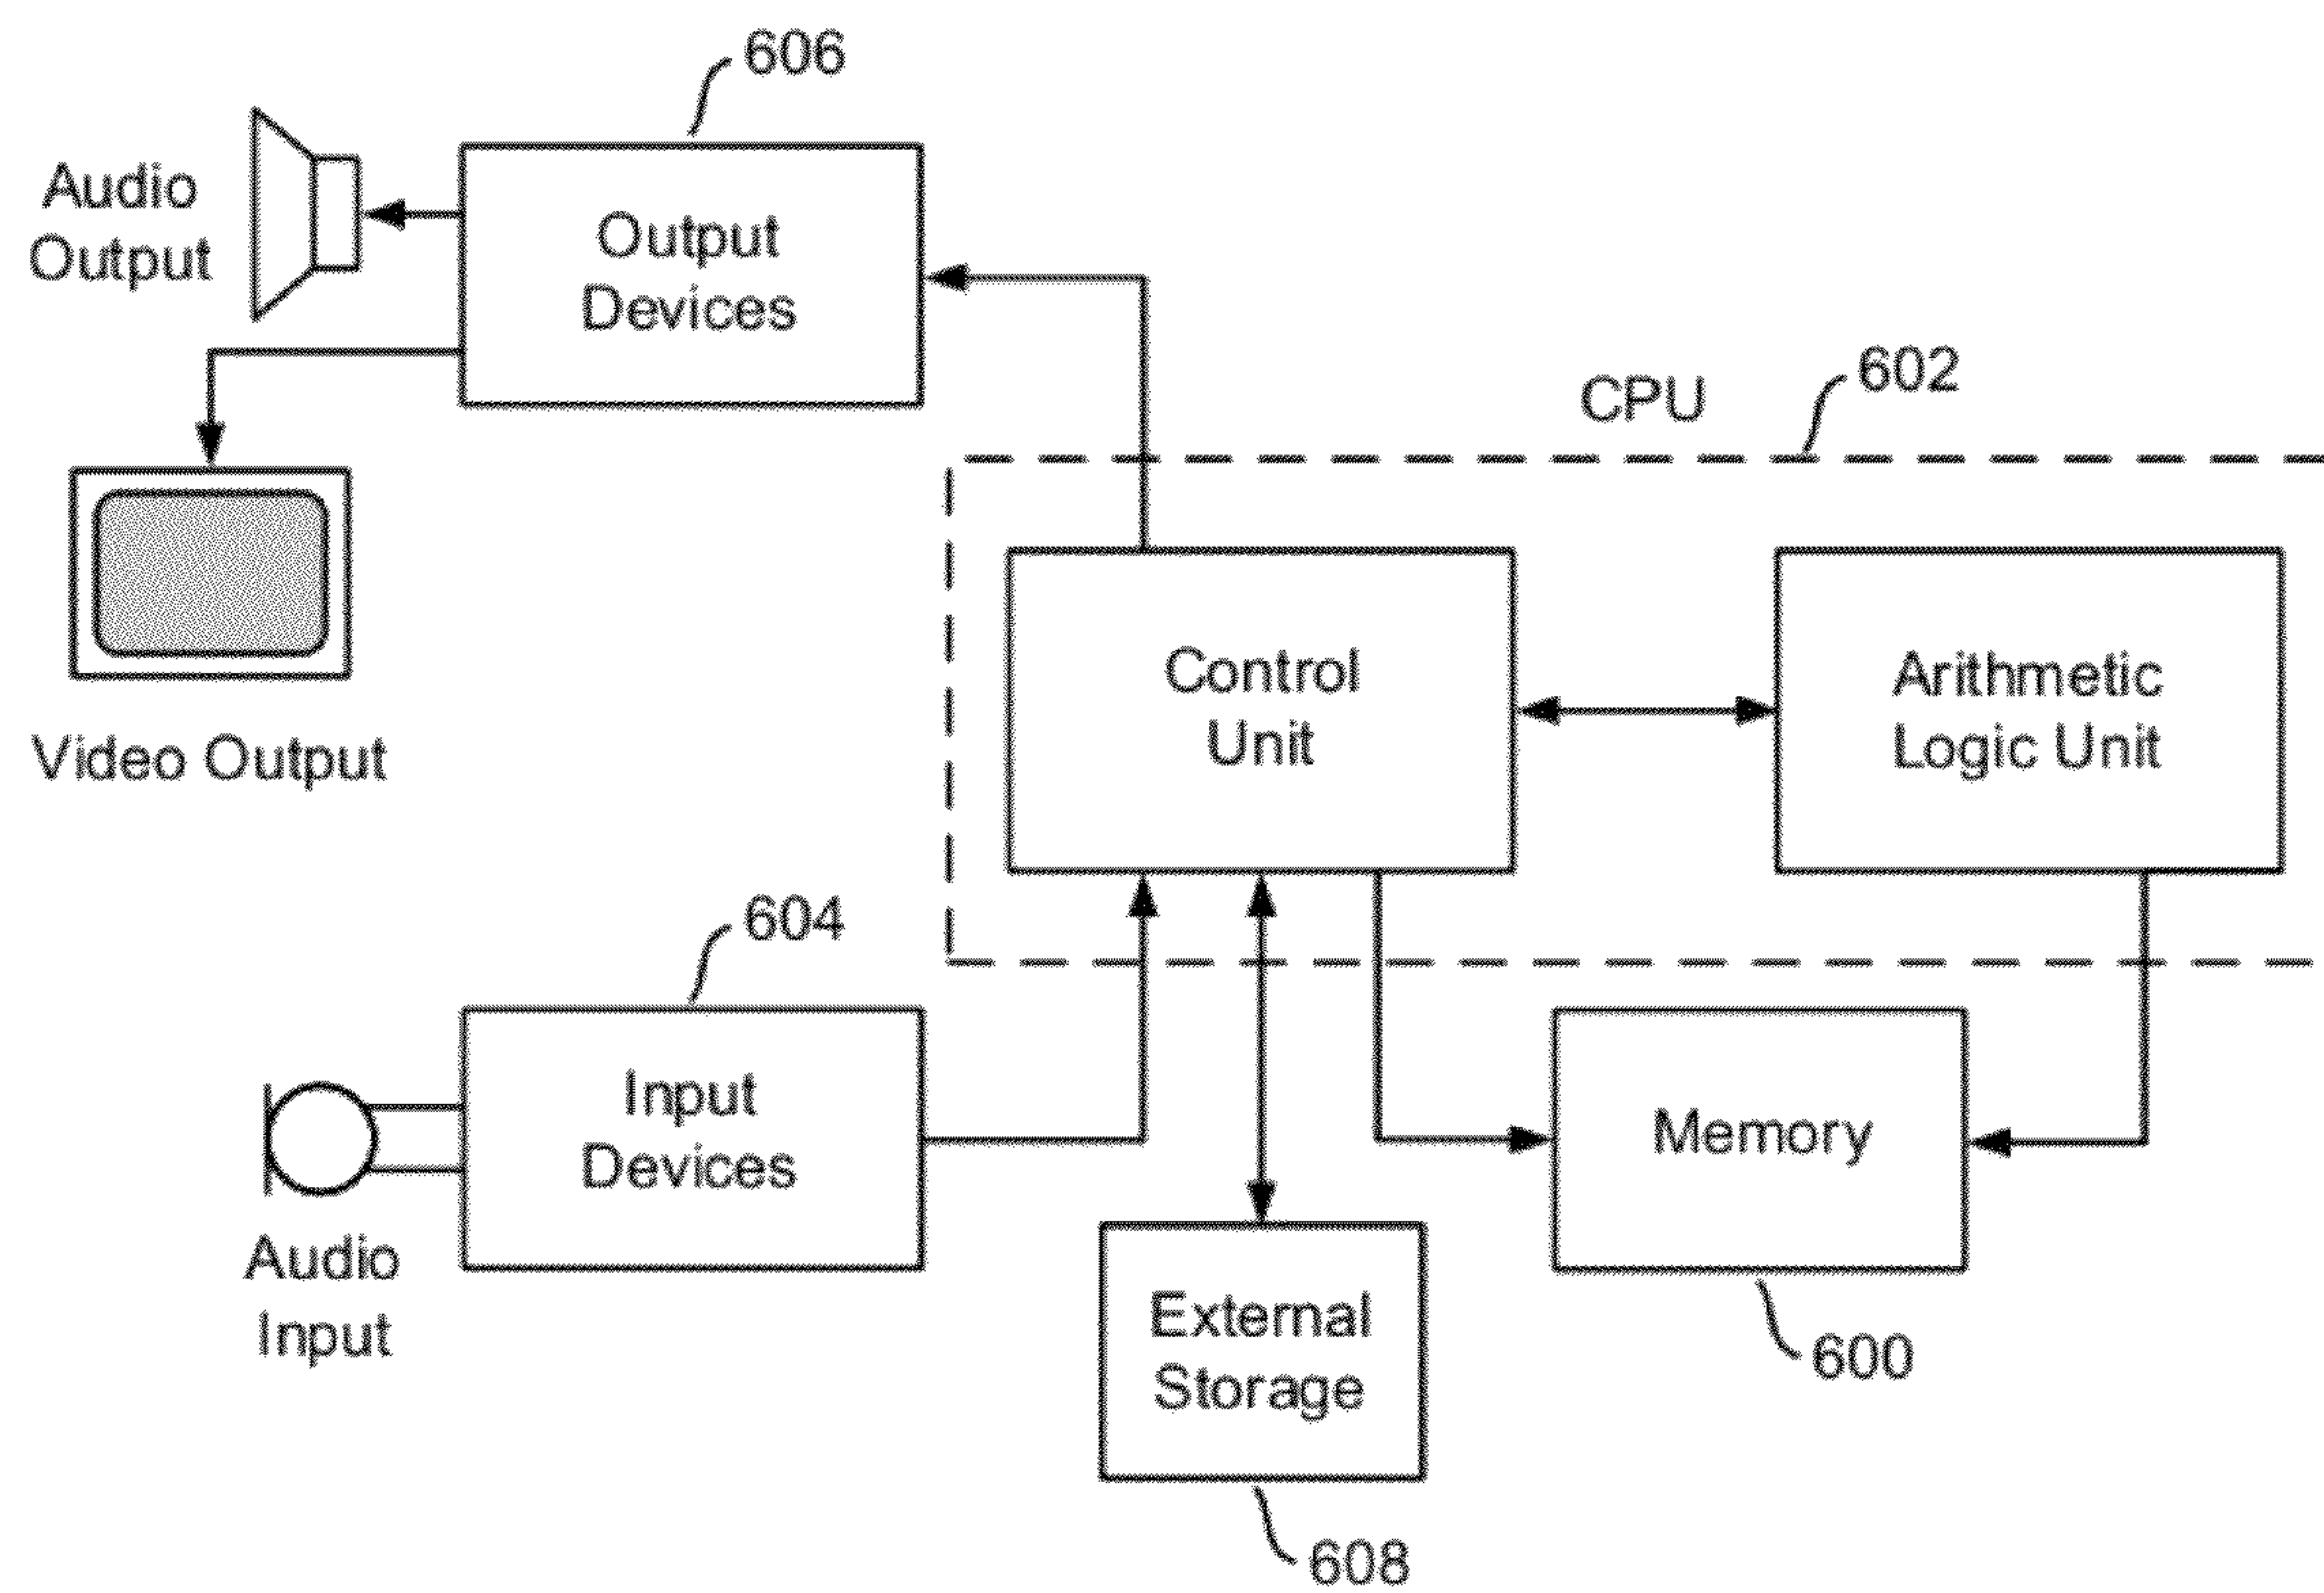 606
Audio
Output
Output
Devices
CPU
602
Video Output
Control
Unit
Arithmetic
Logic Unit
604
Input
Devices
Audio
Input
Memory
External
Storage
600
608